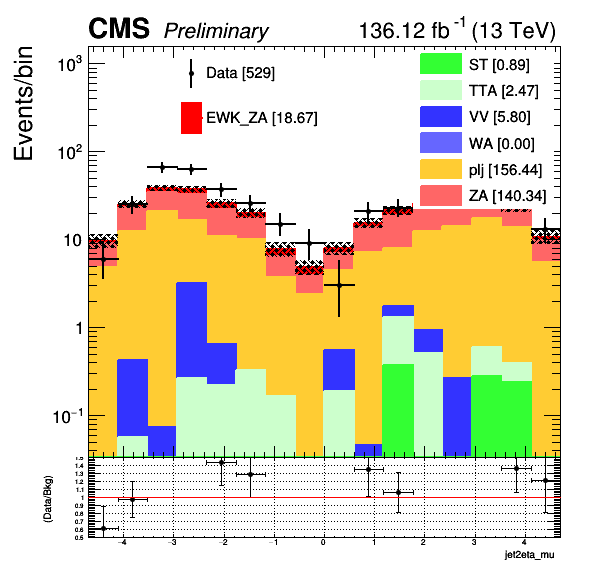 CMS Preliminary 136.12 fb⁻¹ (13 TeV)
Events/bin
10³
10²
10
1
10⁻¹
Data [529]
EWK_ZA [18.67]
ST [0.89]
TTA [2.47]
VV [5.80]
WA [0.00]
plj [156.44]
ZA [140.34]
(Data/Bkg)
1.5
1.4
1.3
1.2
1.1
1
0.9
0.8
0.7
0.6
0.5
−4 −3 −2 −1 0 1 2 3 4
jet2eta_mu